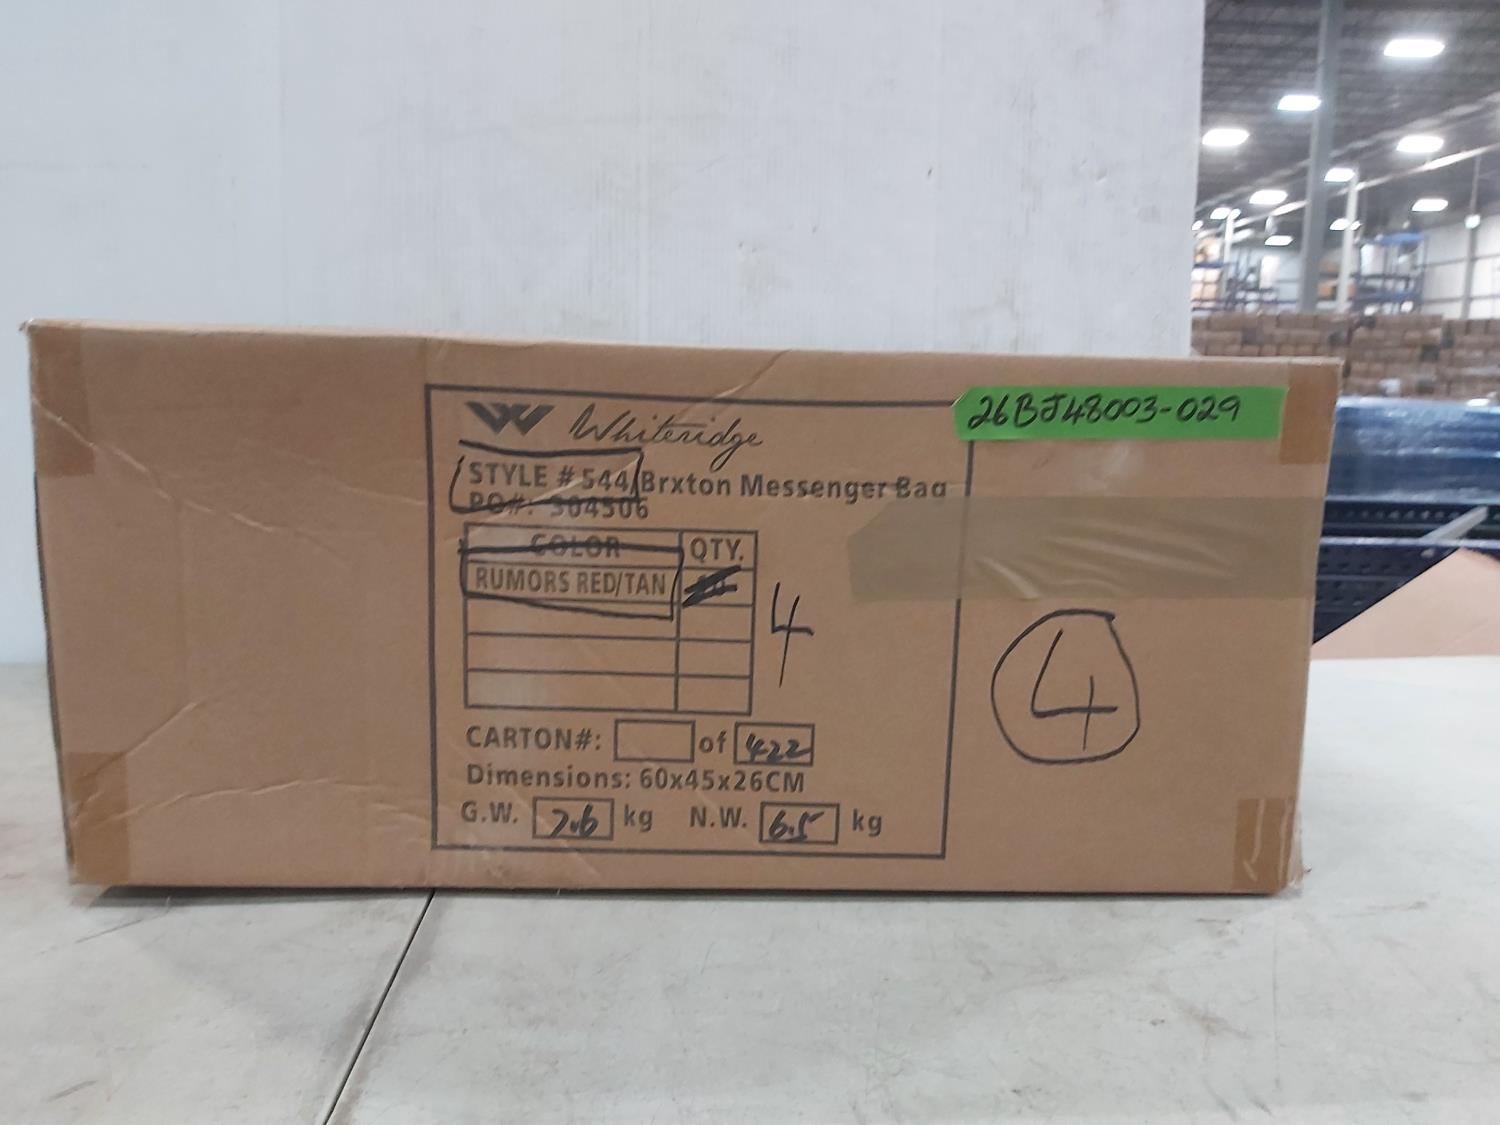 26BJ48003-029
Whiteridge
STYLE # 544/Brxton Messenger Bag
PO#: 304506
COLOR QTY.
RUMORS RED/TAN
4
4
CARTON#: of 422
Dimensions: 60x45x26CM
G.W. 7.6 kg N.W. 6.5 kg